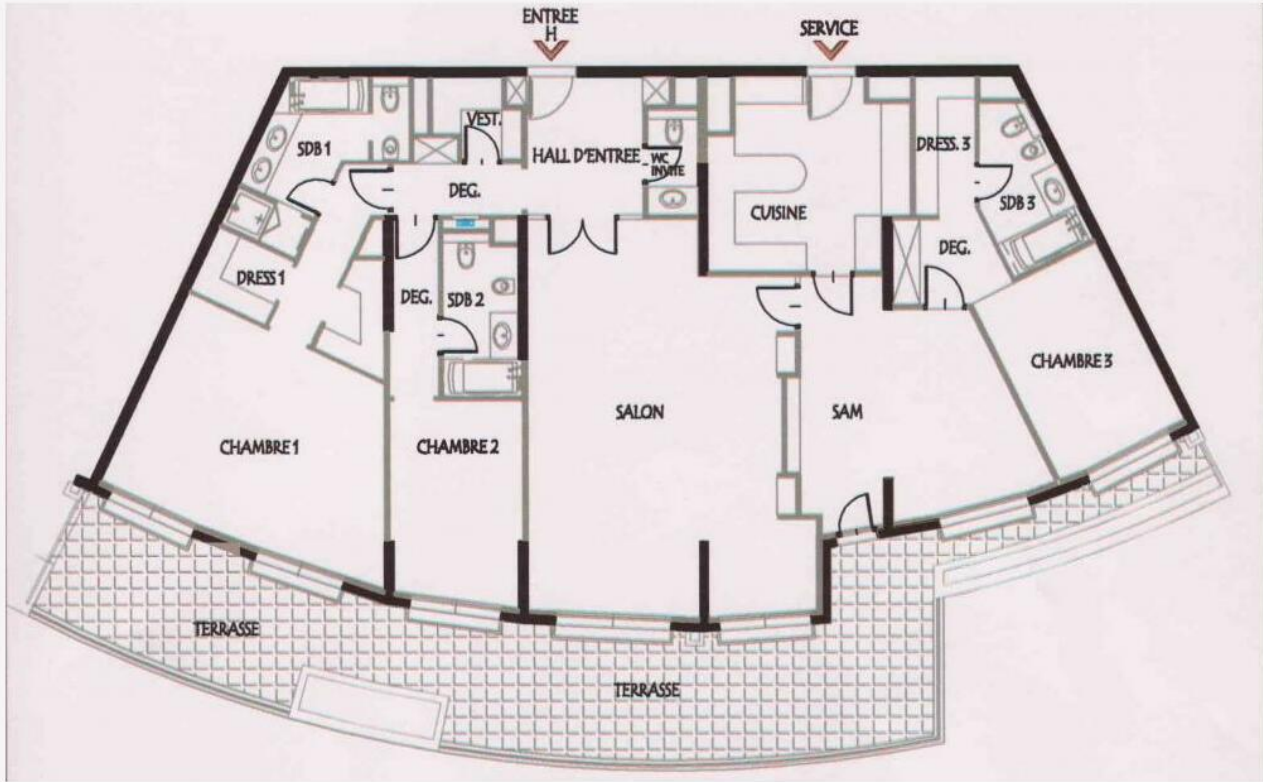 ENTREE
H
SERVICE
VEST.
SDB 1
HALL D'ENTREE
WC
INVITE
DRESS. 3
DEG.
CUISINE
SDB 3
DEG.
DRESS 1
DEG.
SDB 2
CHAMBRE 3
SALON
SAM
CHAMBRE 1
CHAMBRE 2
TERRASSE
TERRASSE